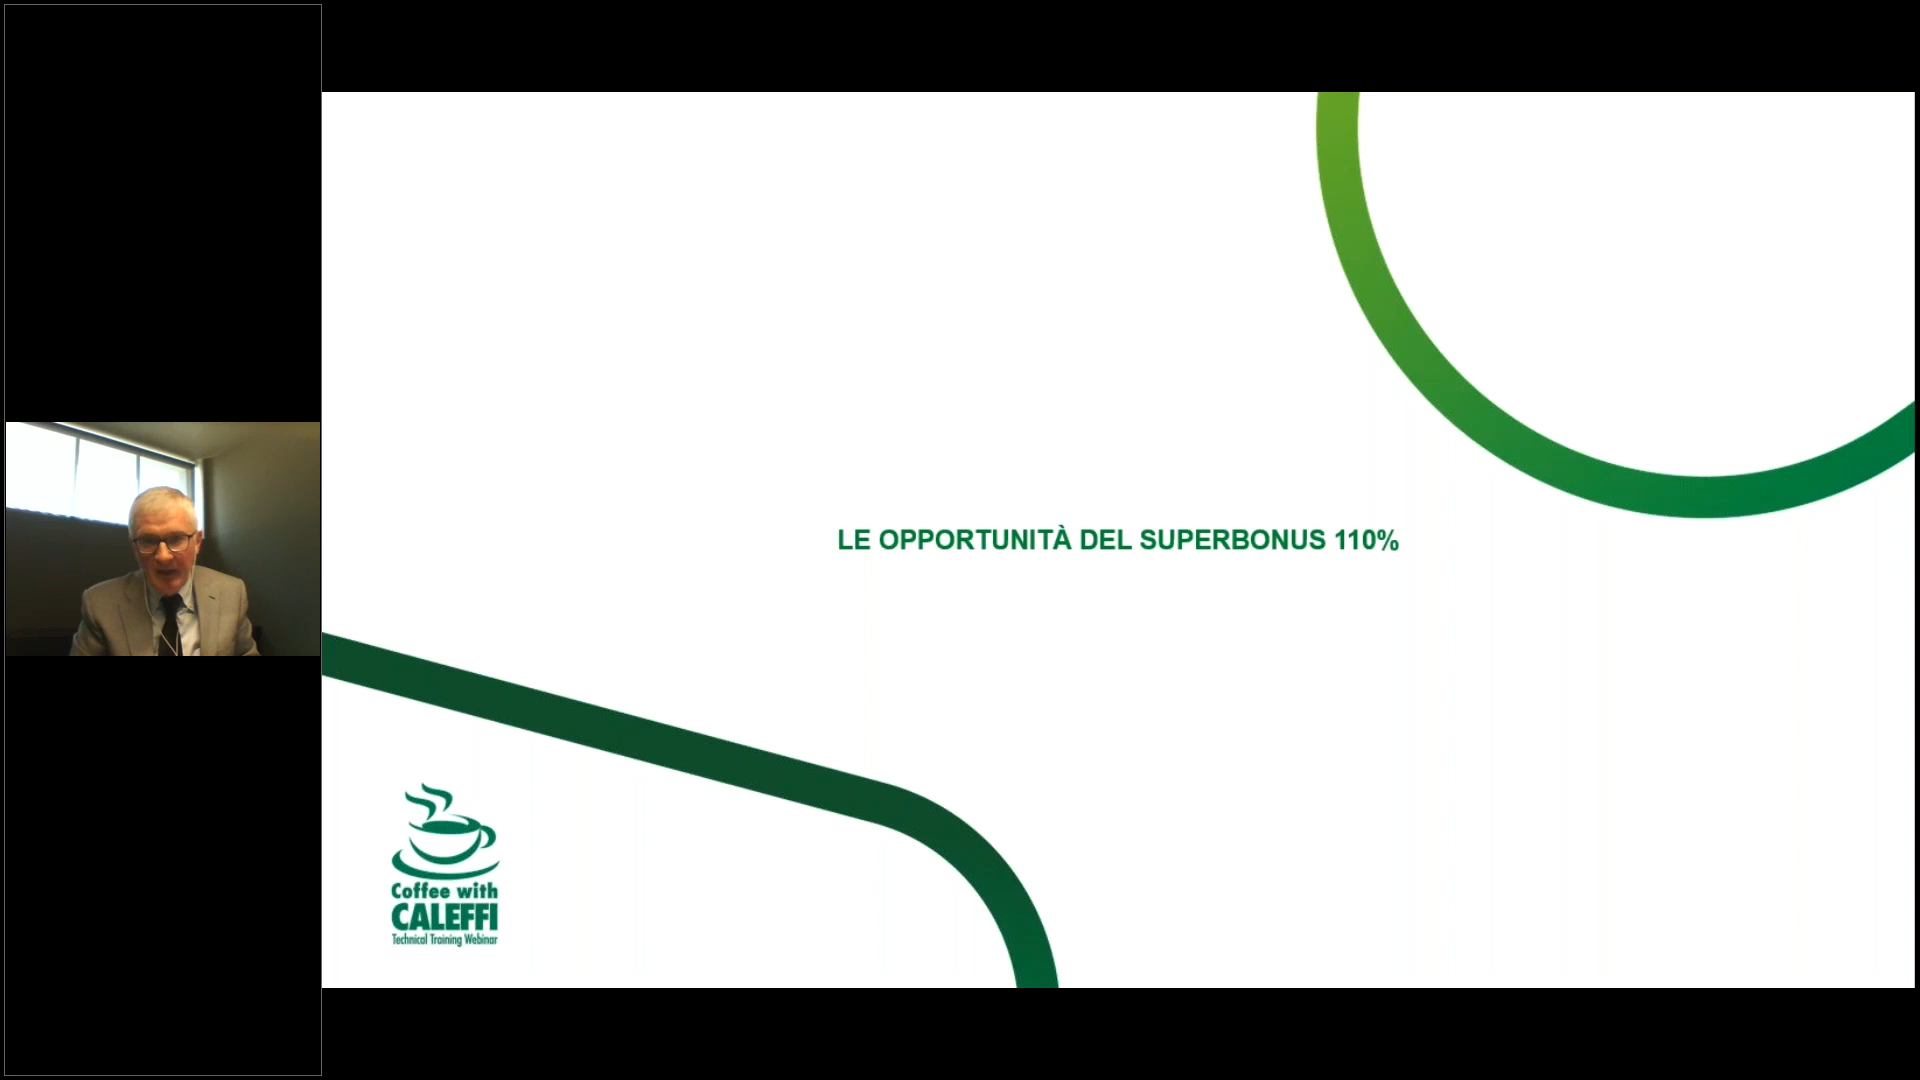 LE OPPORTUNITÀ DEL SUPERBONUS 110%
Coffee with
CALEFFI
Technical Training Webinar